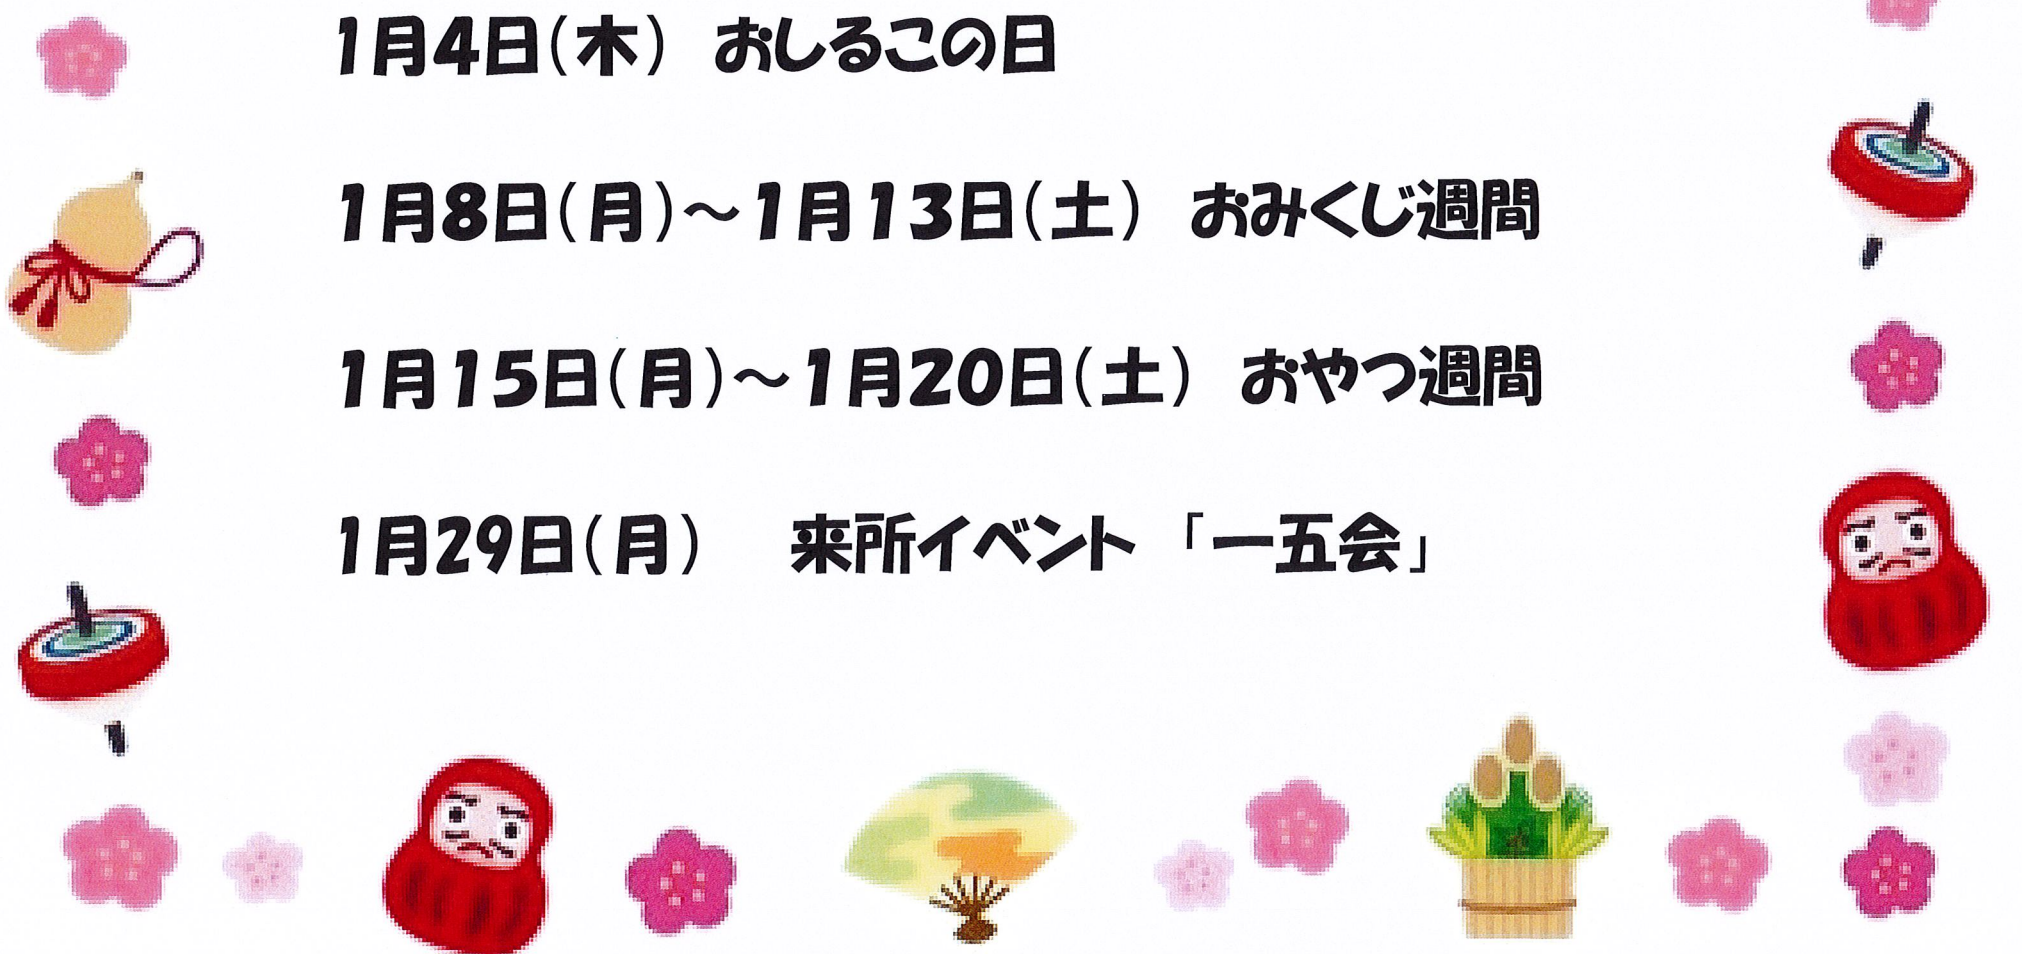 1月4日(木) おしるこの日
1月8日(月)～1月13日(土) おみくじ週間
1月15日(月)～1月20日(土) おやつ週間
1月29日(月) 来所イベント 「一五会」